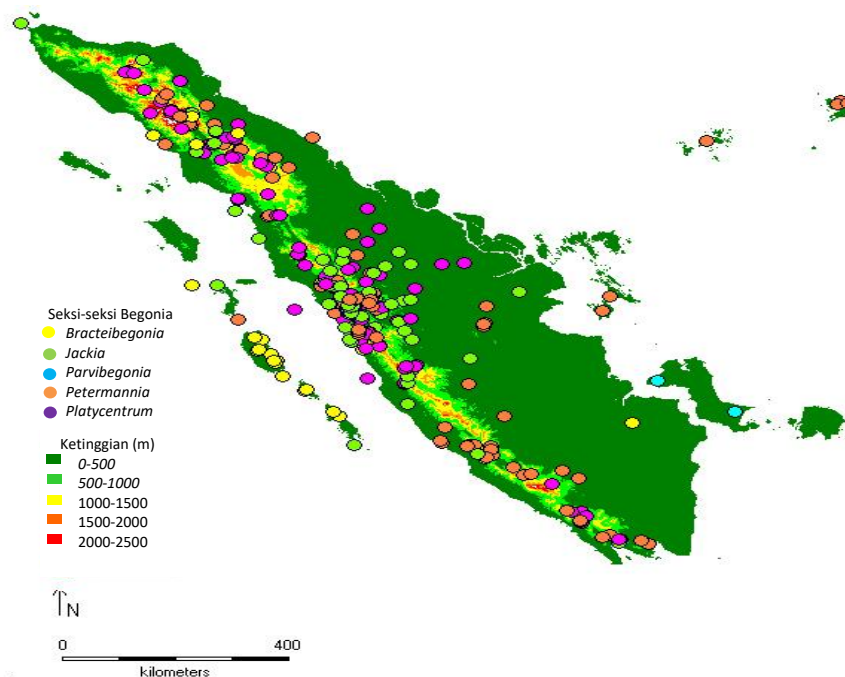 Seksi-seksi Begonia
Bracteibegonia
Jackia
Parvibegonia
Petermannia
Platycentrum
Ketinggian (m)
0-500
500-1000
1000-1500
1500-2000
2000-2500
N
0 400
kilometers